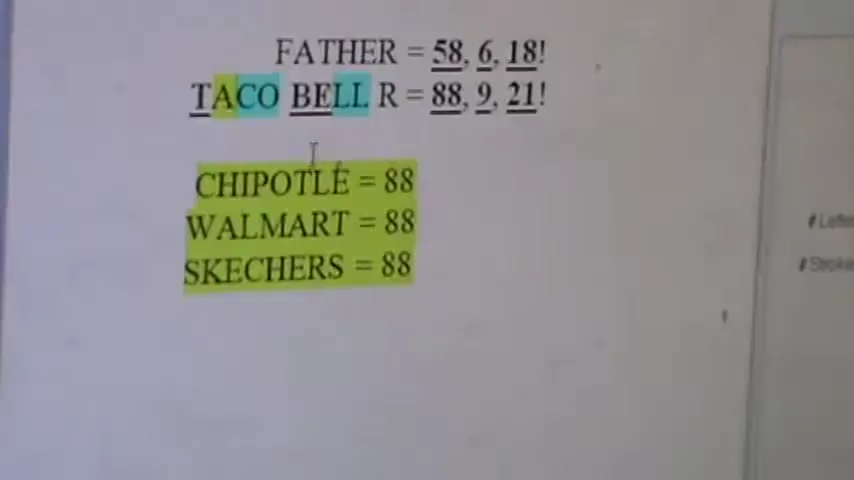 FATHER = 58, 6, 18!
TACO BELL R = 88, 9, 21!
CHIPOTLE = 88
WALMART = 88
SKECHERS = 88